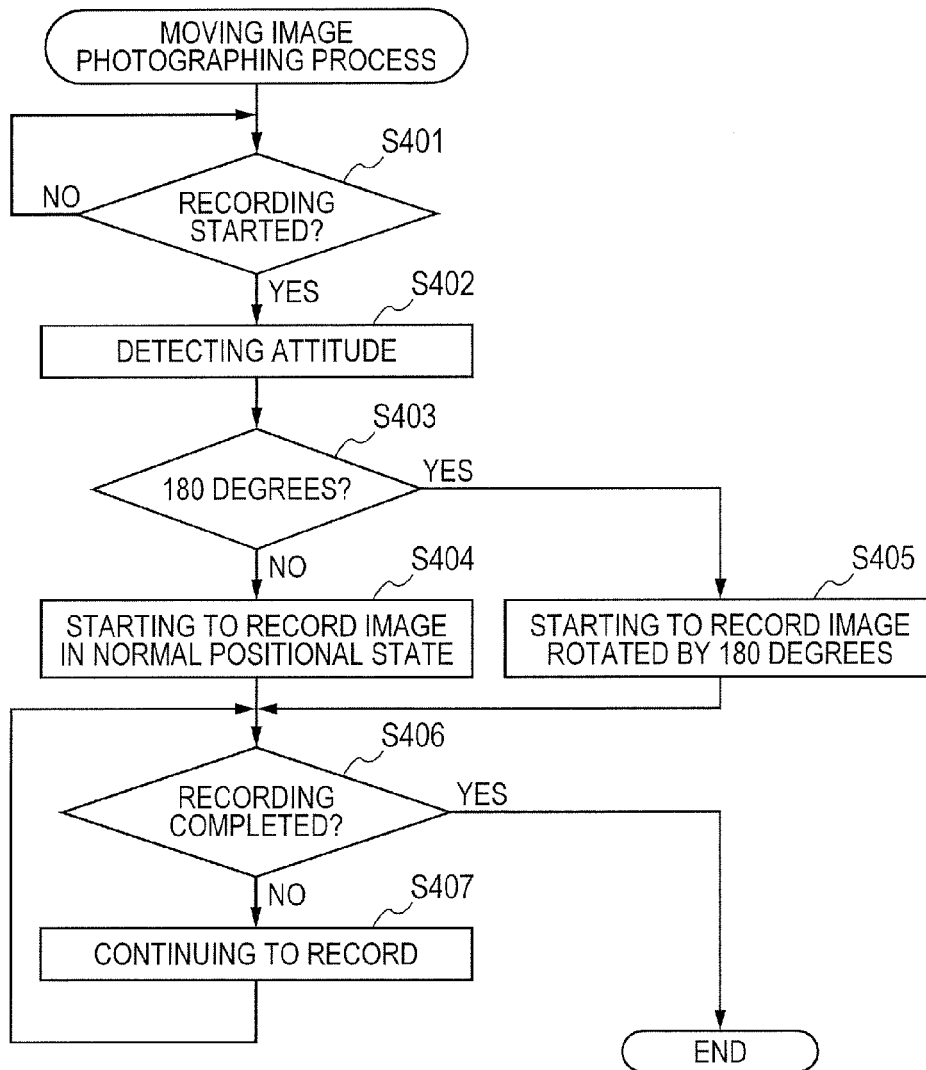 MOVING IMAGE
PHOTOGRAPHING PROCESS
S401
NO
RECORDING
STARTED?
YES
S402
DETECTING ATTITUDE
S403
YES
180 DEGREES?
NO
S404
S405
STARTING TO RECORD IMAGE
IN NORMAL POSITIONAL STATE
STARTING TO RECORD IMAGE
ROTATED BY 180 DEGREES
S406
YES
RECORDING
COMPLETED?
NO
S407
CONTINUING TO RECORD
END